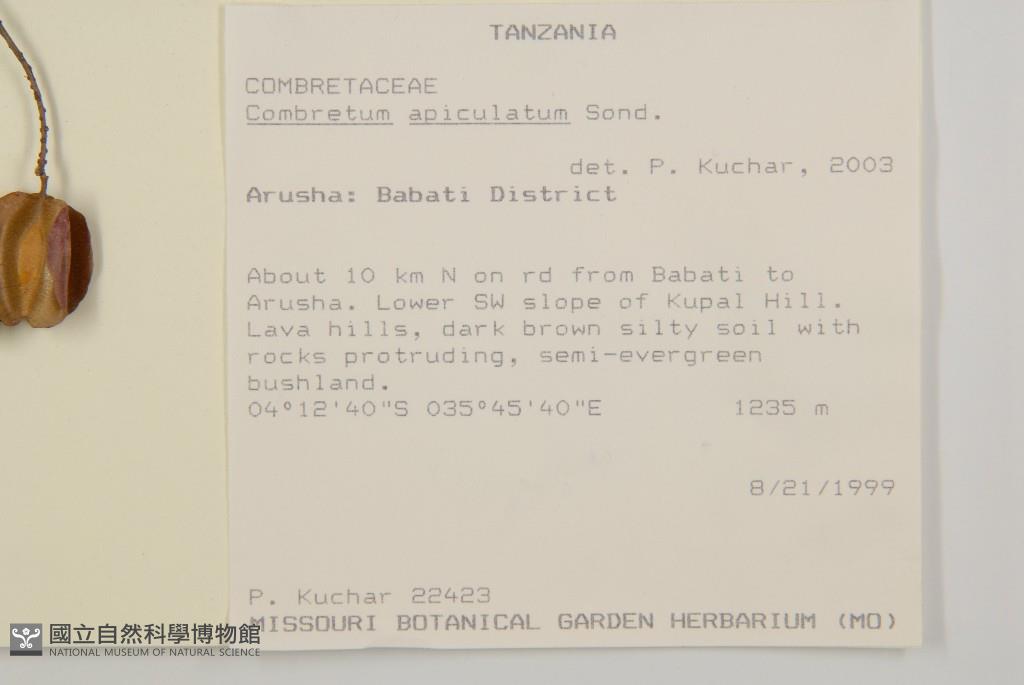 TANZANIA
COMBRETACEAE
Combretum apiculatum Sond.
det. P. Kuchar, 2003
Arusha: Babati District
About 10 km N on rd from Babati to
Arusha. Lower SW slope of Kupal Hill.
Lava hills, dark brown silty soil with
rocks protruding, semi-evergreen
bushland.
04°12'40"S 035°45'40"E 1235 m
8/21/1999
P. Kuchar 22423
MISSOURI BOTANICAL GARDEN HERBARIUM (MO)
國立自然科學博物館
NATIONAL MUSEUM OF NATURAL SCIENCE